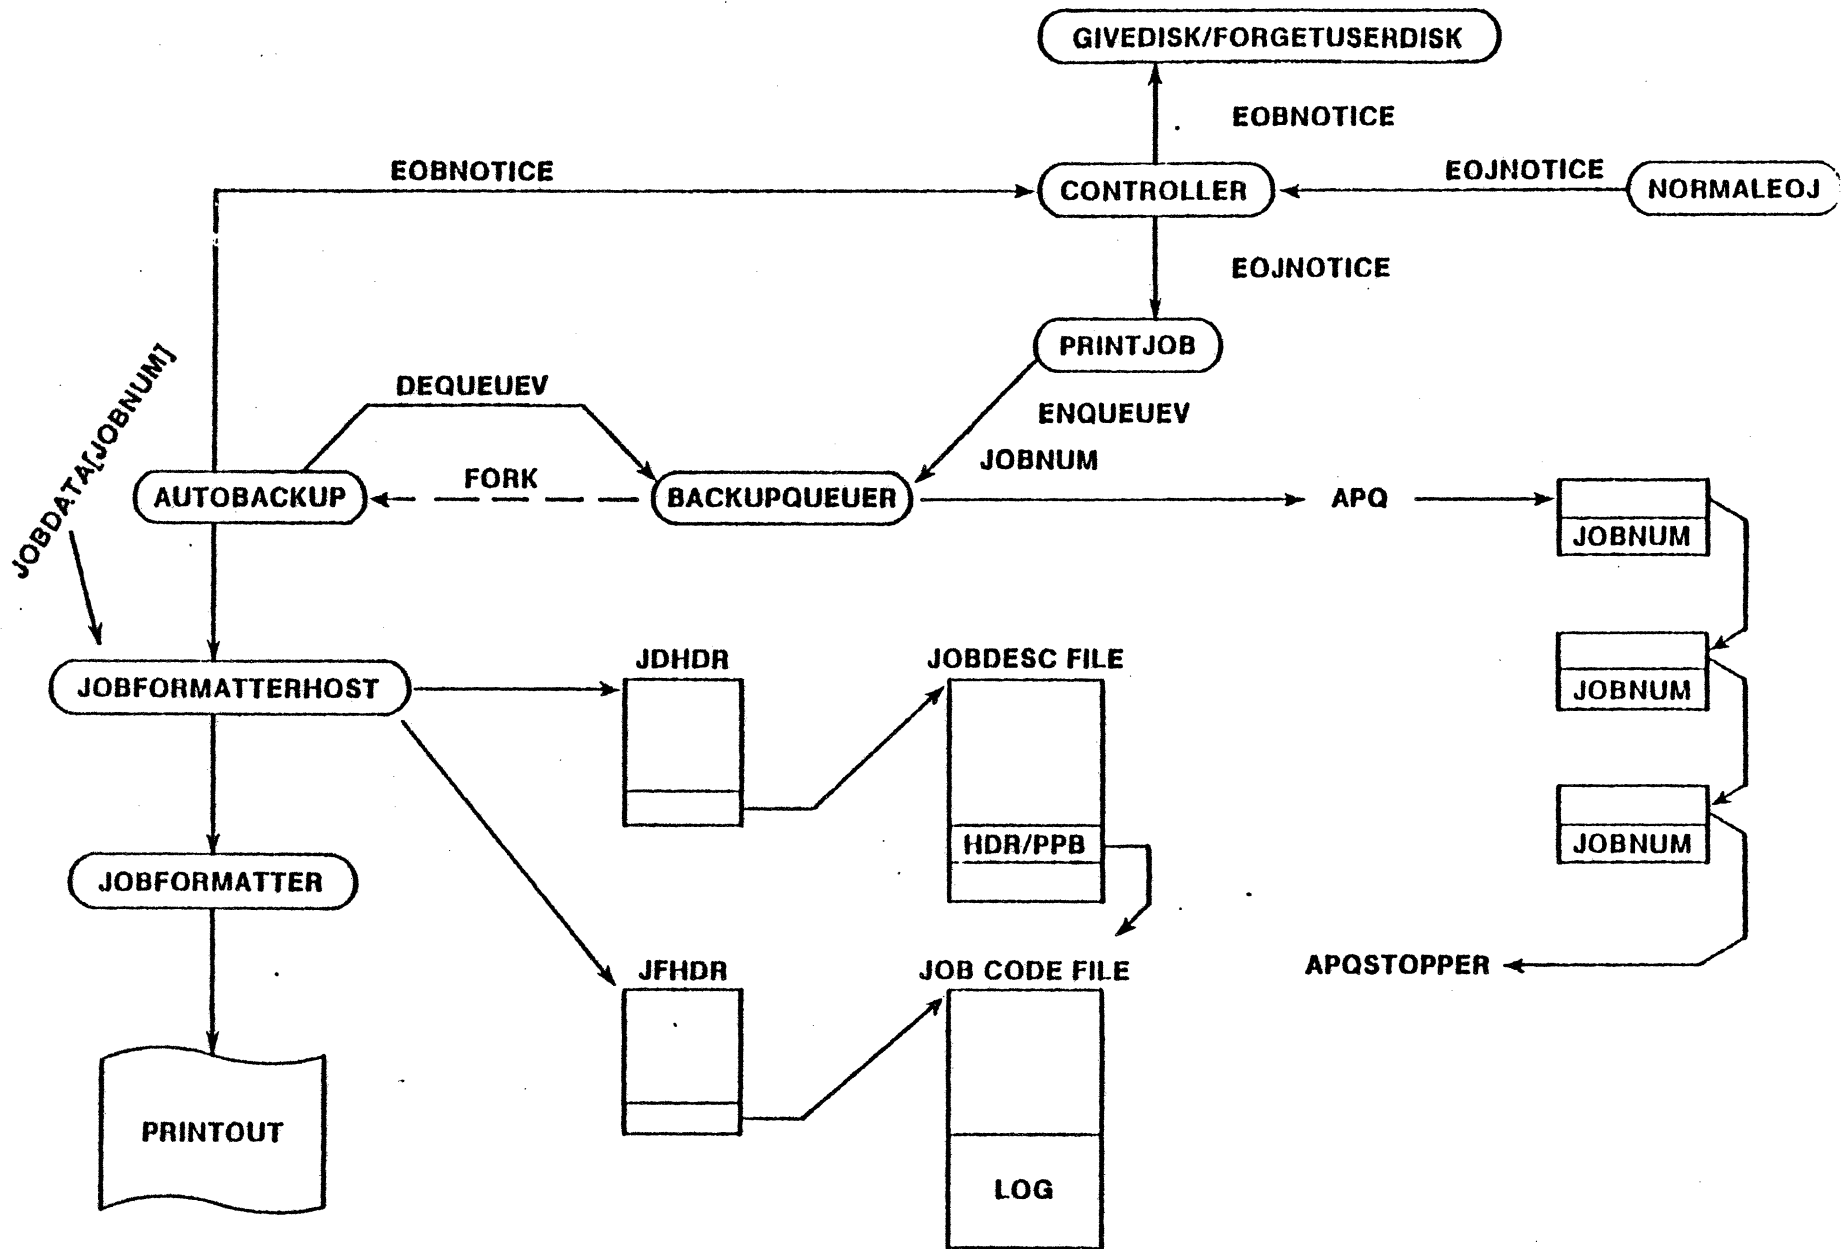 GIVEDISK/FORGETUSERDISK
EOBNOTICE
EOBNOTICE
CONTROLLER
EOJNOTICE
NORMALEOJ
EOJNOTICE
PRINTJOB
JOBDATA[JOBNUM]
DEQUEUEV
ENQUEUEV
JOBNUM
AUTOBACKUP
FORK
BACKUPQUEUER
APQ
JOBNUM
JOBFORMATTERHOST
JDHDR
JOBDESC FILE
JOBNUM
HDR/PPB
JOBNUM
JOBFORMATTER
JFHDR
JOB CODE FILE
APQSTOPPER
PRINTOUT
LOG